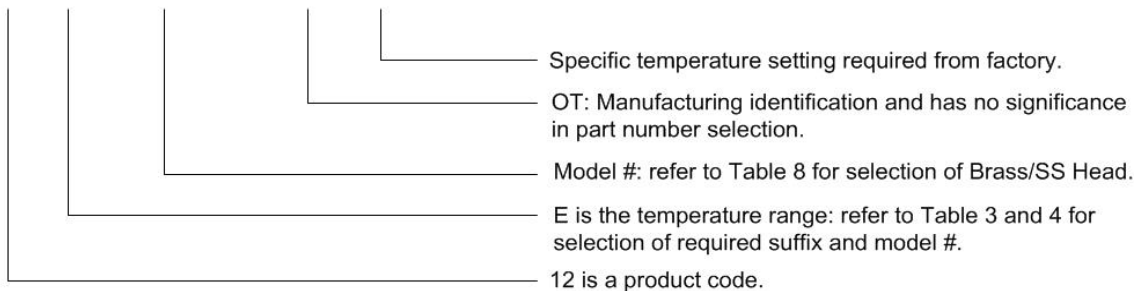 Specific temperature setting required from factory.
OT: Manufacturing identification and has no significance
in part number selection.
Model #: refer to Table 8 for selection of Brass/SS Head.
E is the temperature range: refer to Table 3 and 4 for
selection of required suffix and model #.
12 is a product code.